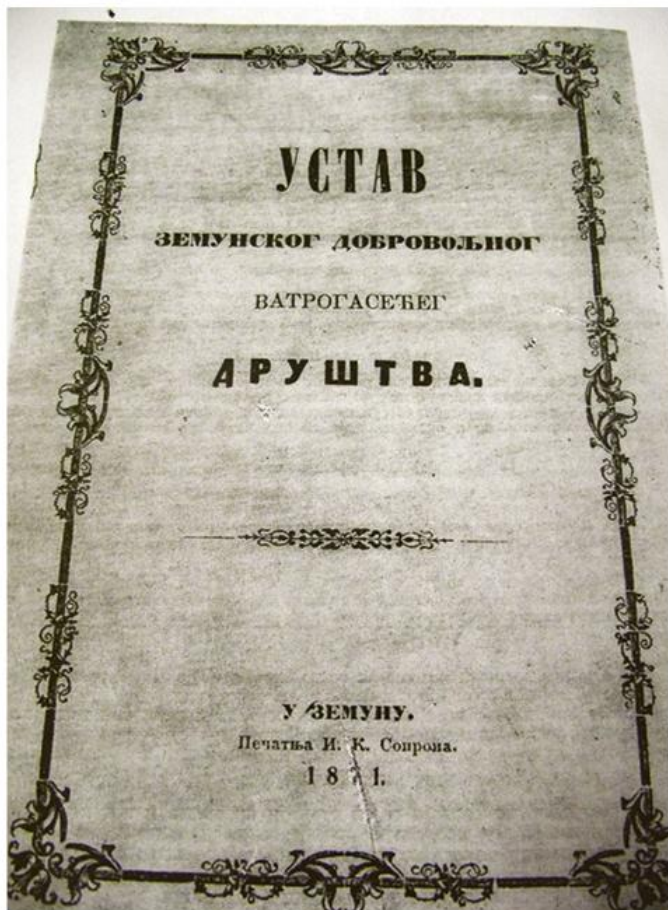 УСТАВ
ЗЕМУНСКОГ ДОБРОВОЉНОГ
ВАТРОГАСЕЋЕГ
ДРУШТВА.
У ЗЕМУНУ.
Печатња И. К. Сопрона.
1871.